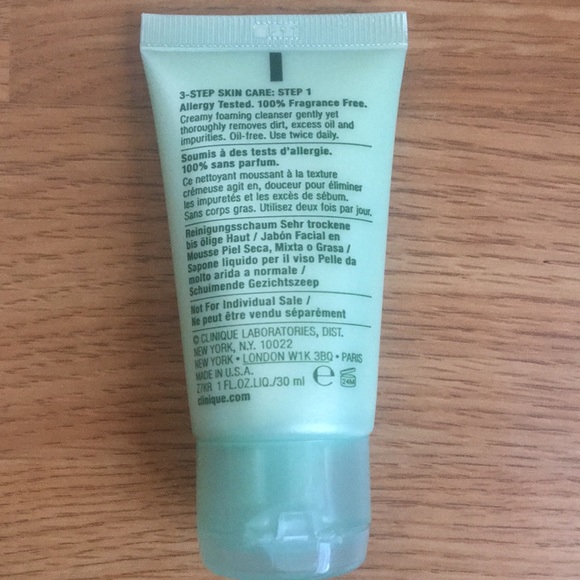 3-STEP SKIN CARE: STEP 1
Allergy Tested. 100% Fragrance Free.
Creamy foaming cleanser gently yet
thoroughly removes dirt, excess oil and
impurities. Oil-free. Use twice daily.
Soumis à des tests d'allergie.
100% sans parfum.
Ce nettoyant moussant à la texture
crémeuse agit en, douceur pour éliminer
les impuretés et les excès de sébum.
Sans corps gras. Utilisez deux fois par jour.
Reinigungsschaum Sehr trockene
bis ölige Haut / Jabón Facial en
Mousse Piel Seca, Mixta o Grasa /
Sapone liquido per il viso Pelle da
molto arida a normale /
Schuimende Gezichtszeep
Not For Individual Sale /
Ne peut être vendu séparément
© CLINIQUE LABORATORIES, DIST.
NEW YORK, N.Y. 10022
NEW YORK • LONDON W1K 3BQ • PARIS
MADE IN U.S.A.
Z7KR 1 FL.OZ.LIQ./30 ml e 24M
clinique.com